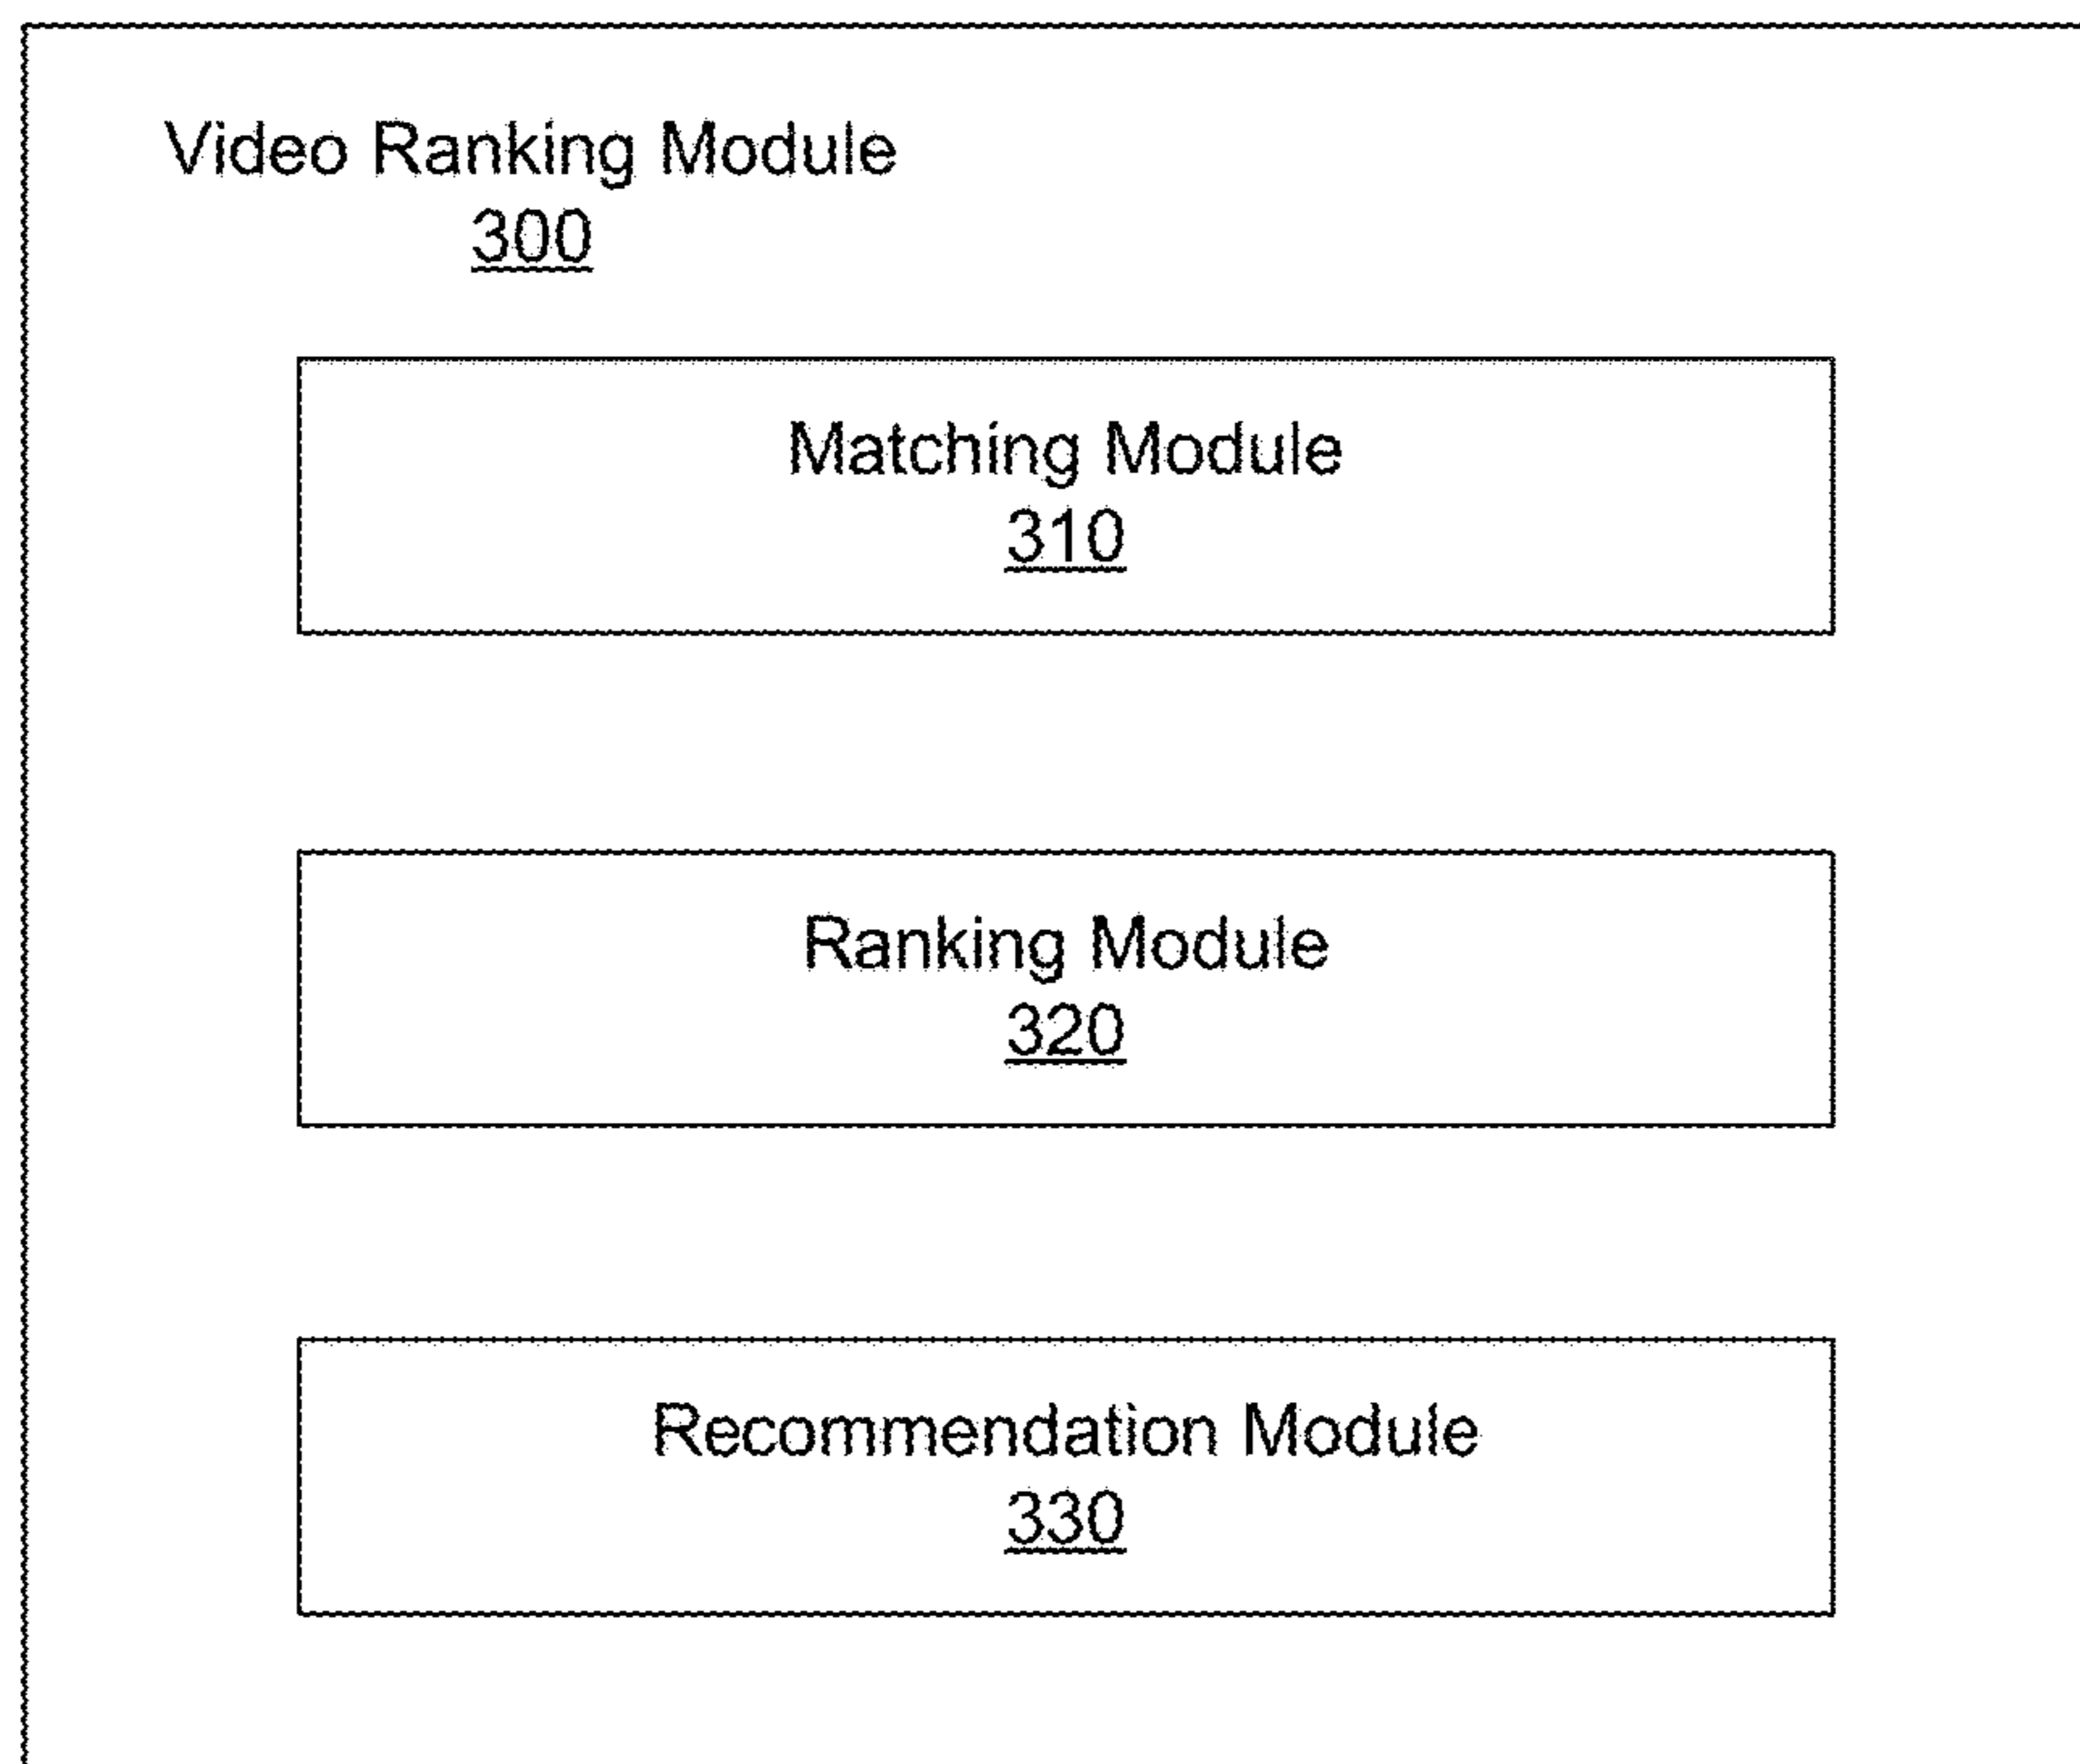 Video Ranking Module
300
Matching Module
310
Ranking Module
320
Recommendation Module
330